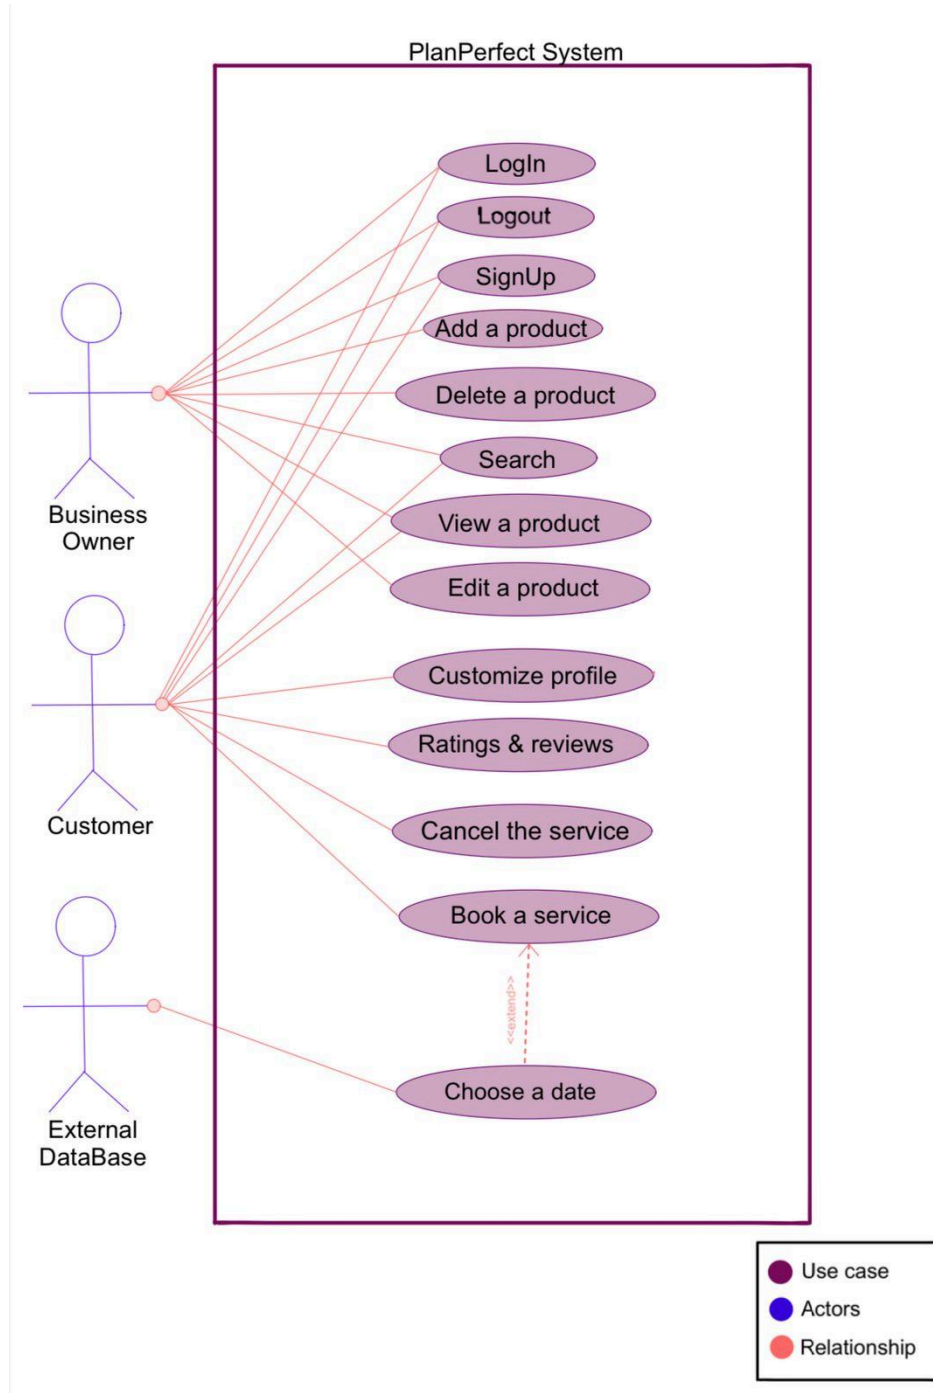 PlanPerfect System
LogIn
Logout
SignUp
Add a product
Delete a product
Search
View a product
Edit a product
Business
Owner
Customize profile
Ratings & reviews
Cancel the service
Customer
Book a service
<<extend>>
Choose a date
External
DataBase
Use case
Actors
Relationship